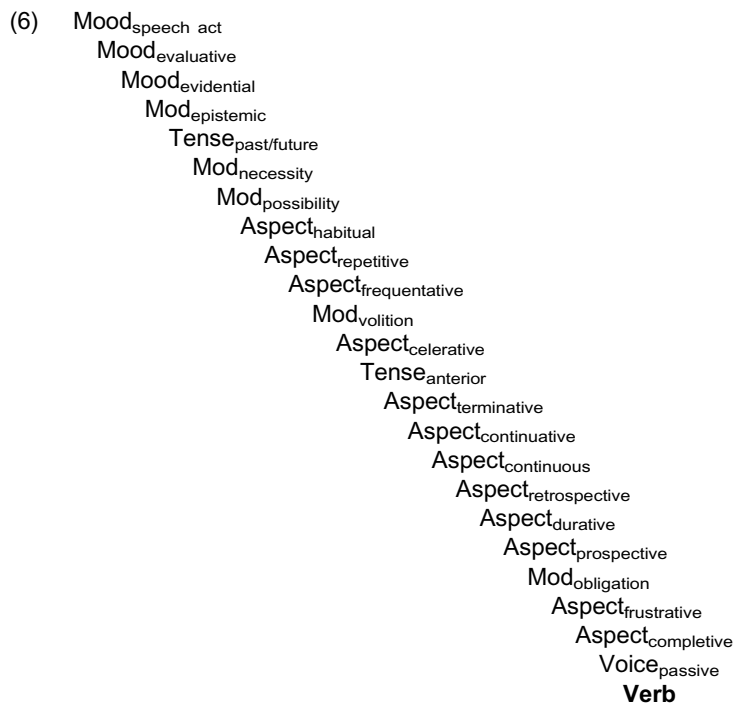 (6) Mood speech act
Mood evaluative
Mood evidential
Mod epistemic
Tense past/future
Mod necessity
Mod possibility
Aspect habitual
Aspect repetitive
Aspect frequentative
Mod volition
Aspect celerative
Tense anterior
Aspect terminative
Aspect continuative
Aspect continuous
Aspect retrospective
Aspect durative
Aspect prospective
Mod obligation
Aspect frustrative
Aspect completive
Voice passive
Verb